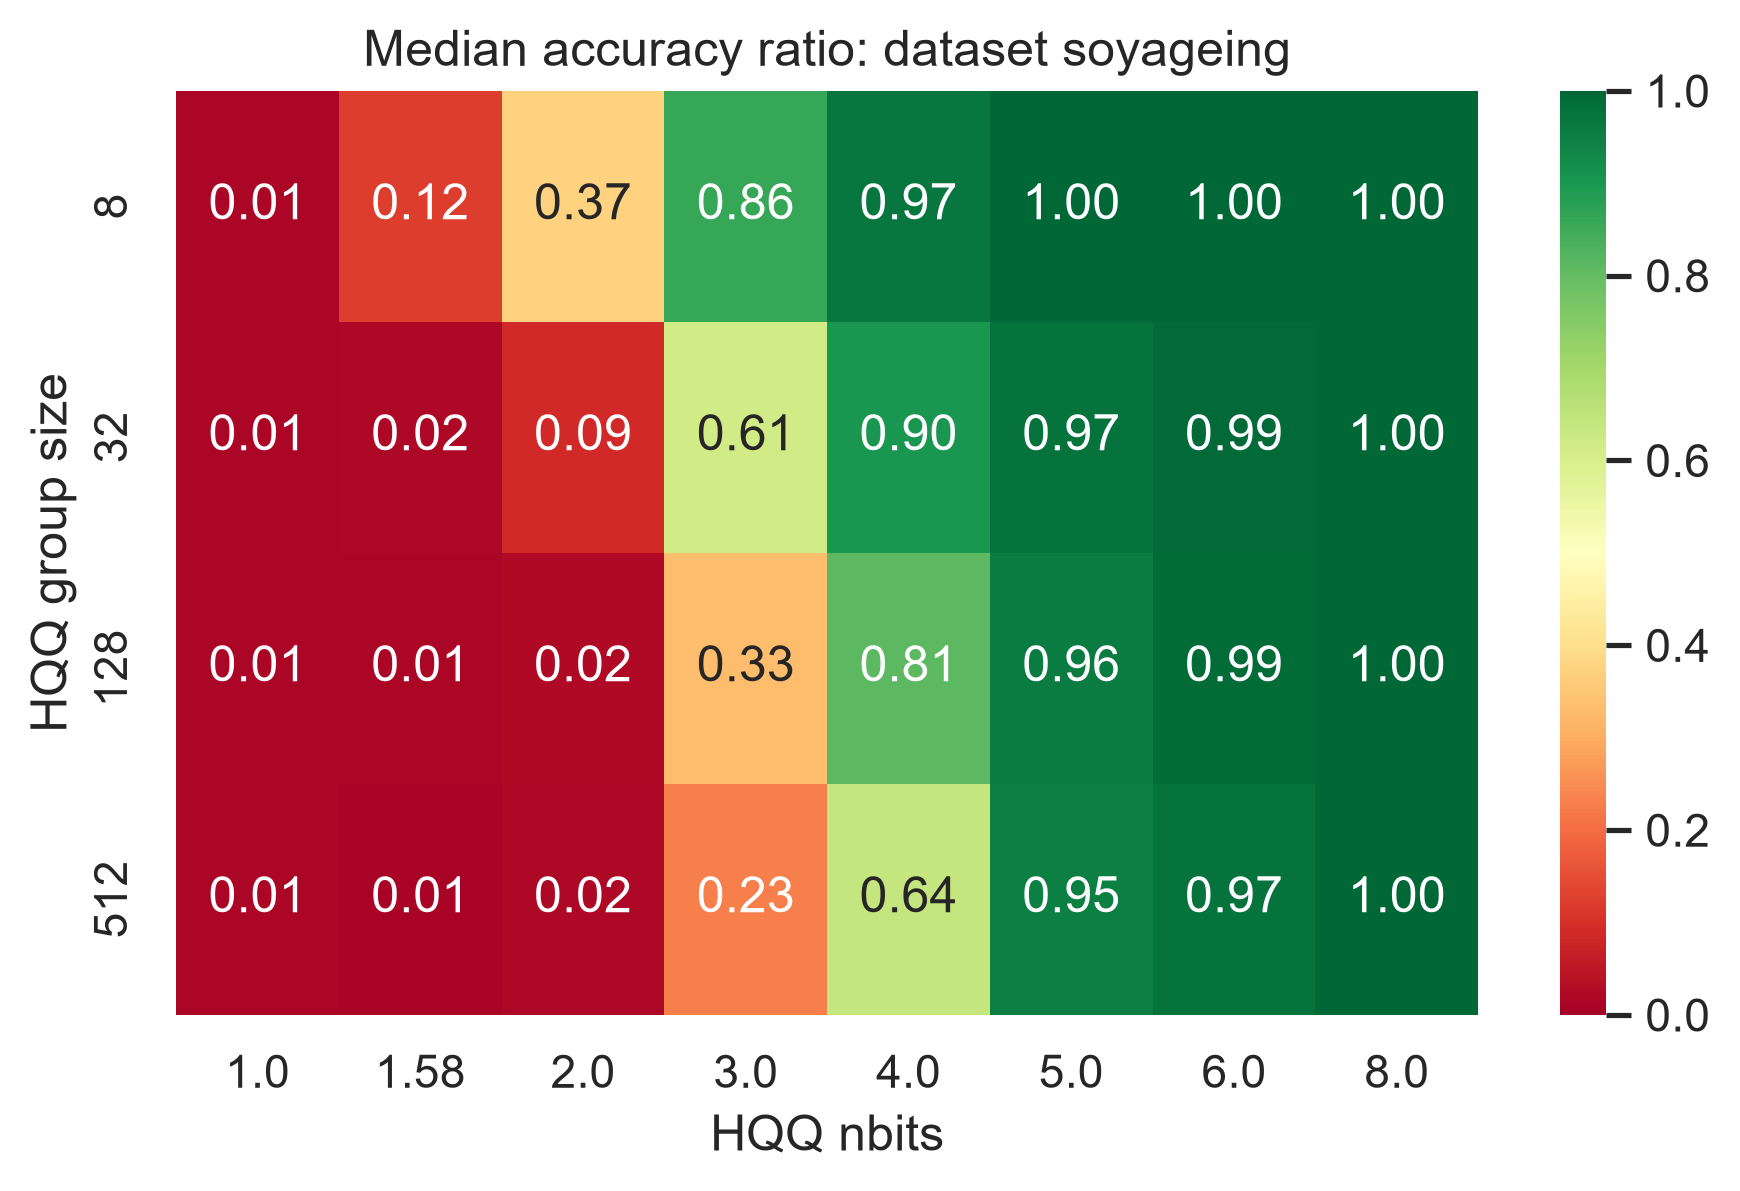 Median accuracy ratio: dataset soyageing
HQQ group size
8
0.01 0.12 0.37 0.86 0.97 1.00 1.00 1.00
32
0.01 0.02 0.09 0.61 0.90 0.97 0.99 1.00
128
0.01 0.01 0.02 0.33 0.81 0.96 0.99 1.00
512
0.01 0.01 0.02 0.23 0.64 0.95 0.97 1.00
1.0 1.58 2.0 3.0 4.0 5.0 6.0 8.0
HQQ nbits
1.0
0.8
0.6
0.4
0.2
0.0